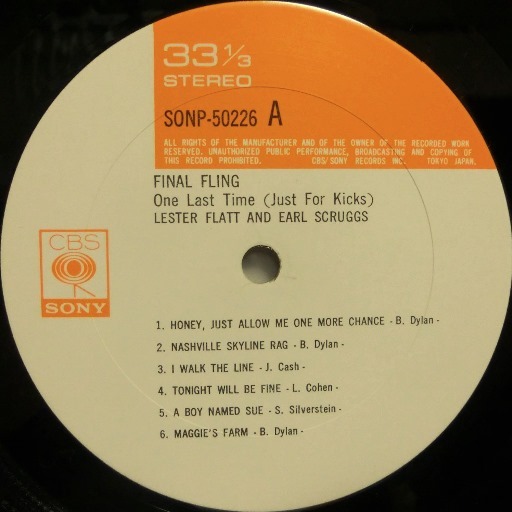 33 1/3
STEREO
SONP-50226 A
ALL RIGHTS OF THE MANUFACTURER AND OF THE OWNER OF THE RECORDED WORK
RESERVED. UNAUTHORIZED PUBLIC PERFORMANCE, BROADCASTING AND COPYING OF
THIS RECORD PROHIBITED. CBS/SONY RECORDS INC. TOKYO JAPAN.
FINAL FLING
One Last Time (Just For Kicks)
LESTER FLATT AND EARL SCRUGGS
CBS
SONY
1. HONEY, JUST ALLOW ME ONE MORE CHANCE - B. Dylan-
2. NASHVILLE SKYLINE RAG - B. Dylan-
3. I WALK THE LINE - J. Cash -
4. TONIGHT WILL BE FINE - L. Cohen -
5. A BOY NAMED SUE - S. Silverstein -
6. MAGGIE'S FARM - B. Dylan -